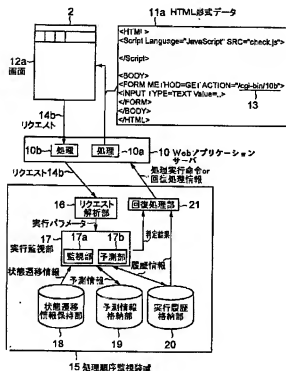 2
11a HTML形式データ
12a
画面
<HTML>
<Script Language="JavaScript" SRC="check.js">
</Script>
<BODY>
<FORM METHOD=GET ACTION="/cgi-bin/10b">
<INPUT TYPE=TEXT Value=...>
</FORM>
</BODY>
</HTML>
13
14b
リクエスト
10b 処理
処理 10a
10 Webアプリケーション
サーバ
リクエスト14b
処理実行命令or
回復処理情報
16
リクエスト
解析部
回復処理部
21
実行パラメータ
17
実行監視部
17a
監視部
17b
予測部
判定結果
履歴情報
状態遷移
情報
予測情報
状態遷移
情報保持部
予測情報
格納部
実行履歴
格納部
18
19
20
15 処理順序監視装置